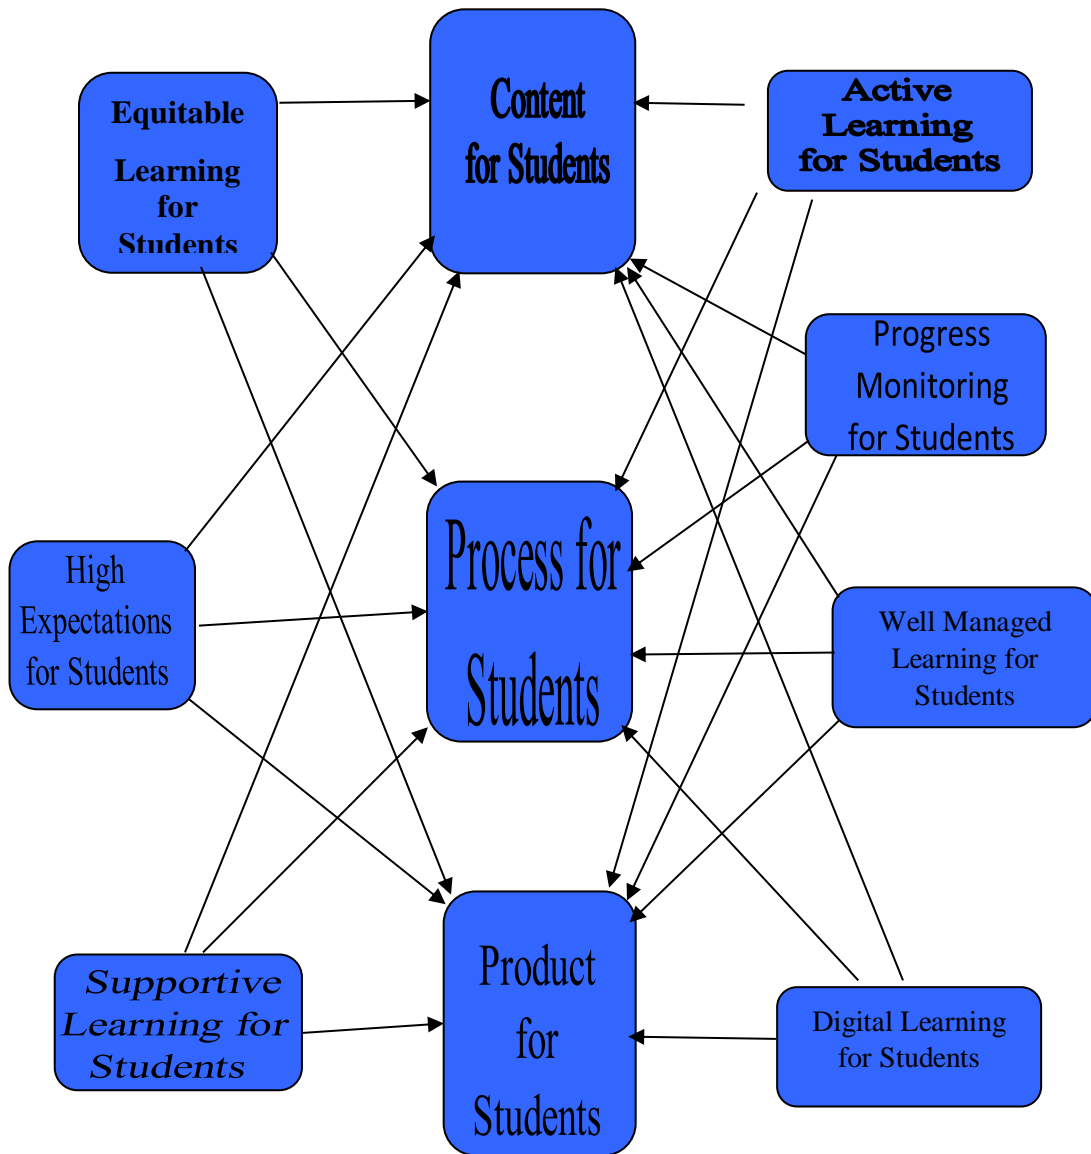 Equitable
Learning
for
Students
Content
for Students
Active
Learning
for Students
Progress
Monitoring
for Students
High
Expectations
for Students
Process for
Students
Well Managed
Learning for
Students
Supportive
Learning for
Students
Product
for
Students
Digital Learning
for Students